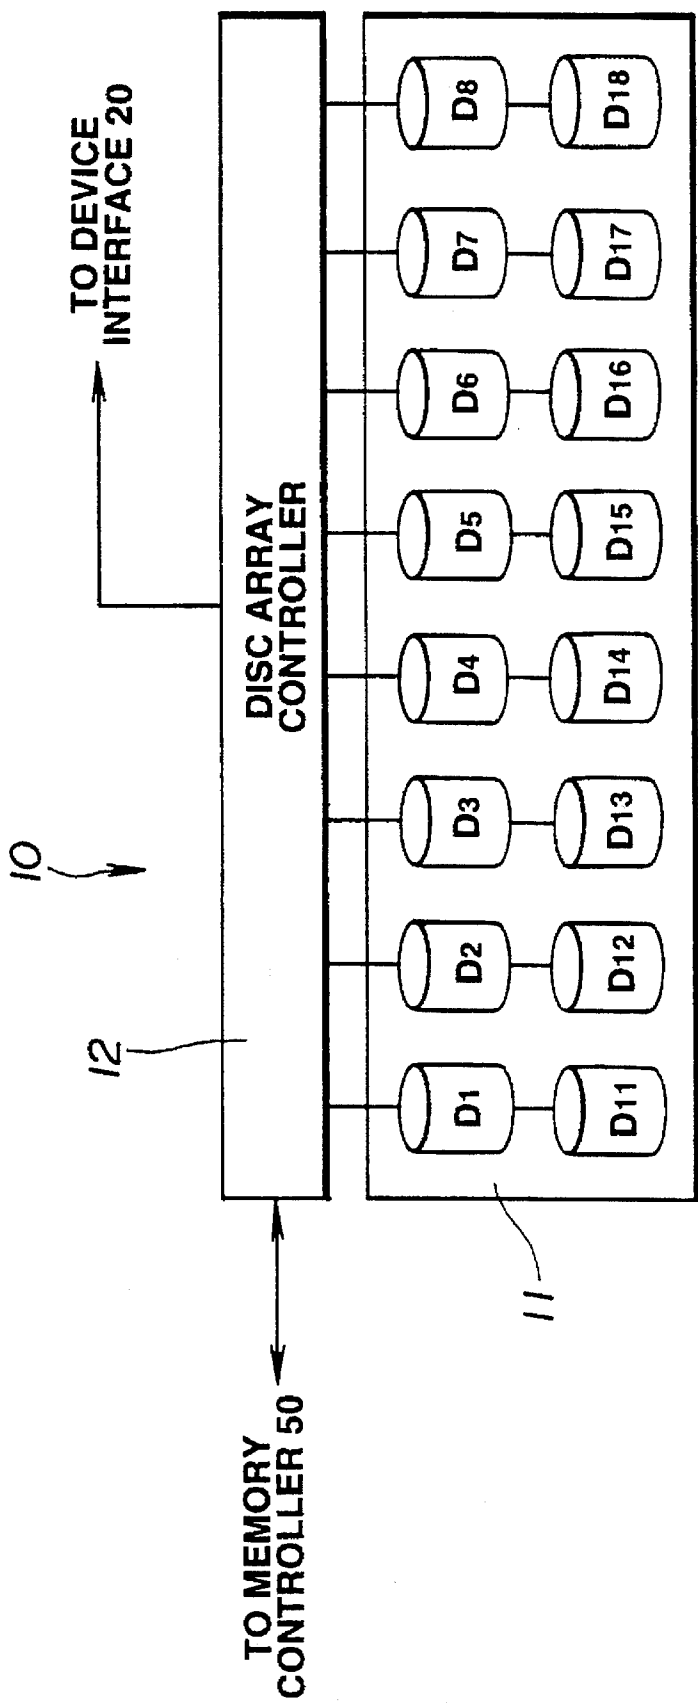 10
TO DEVICE
INTERFACE 20
12
DISC ARRAY
CONTROLLER
TO MEMORY
CONTROLLER 50
D1
D2
D3
D4
D5
D6
D7
D8
D11
D12
D13
D14
D15
D16
D17
D18
11